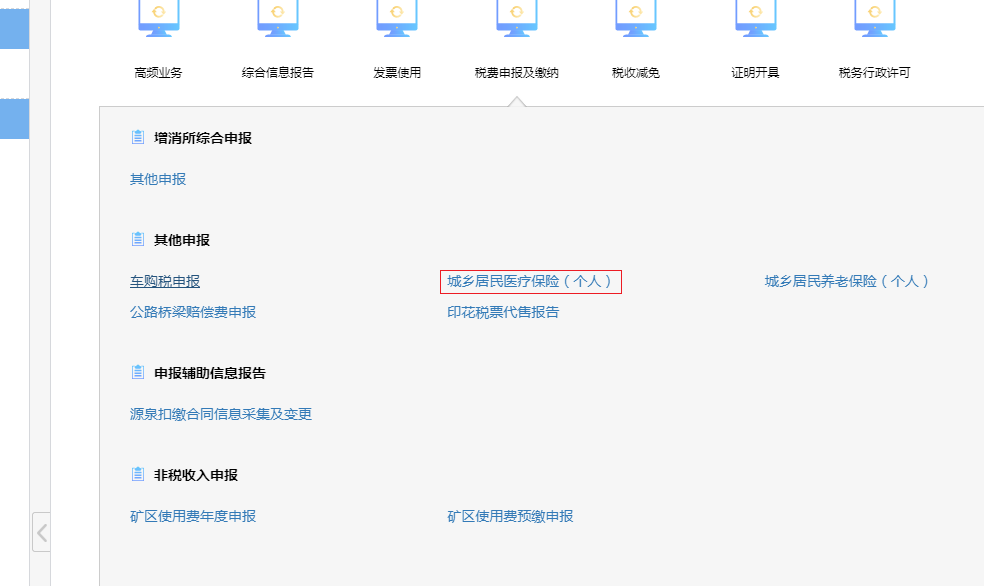 高频业务 综合信息报告 发票使用 税费申报及缴纳 税收减免 证明开具 税务行政许可
增消所综合申报
其他申报
其他申报
车购税申报 城乡居民医疗保险（个人） 城乡居民养老保险（个人）
公路桥梁赔偿费申报 印花税票代售报告
申报辅助信息报告
源泉扣缴合同信息采集及变更
非税收入申报
矿区使用费年度申报 矿区使用费预缴申报